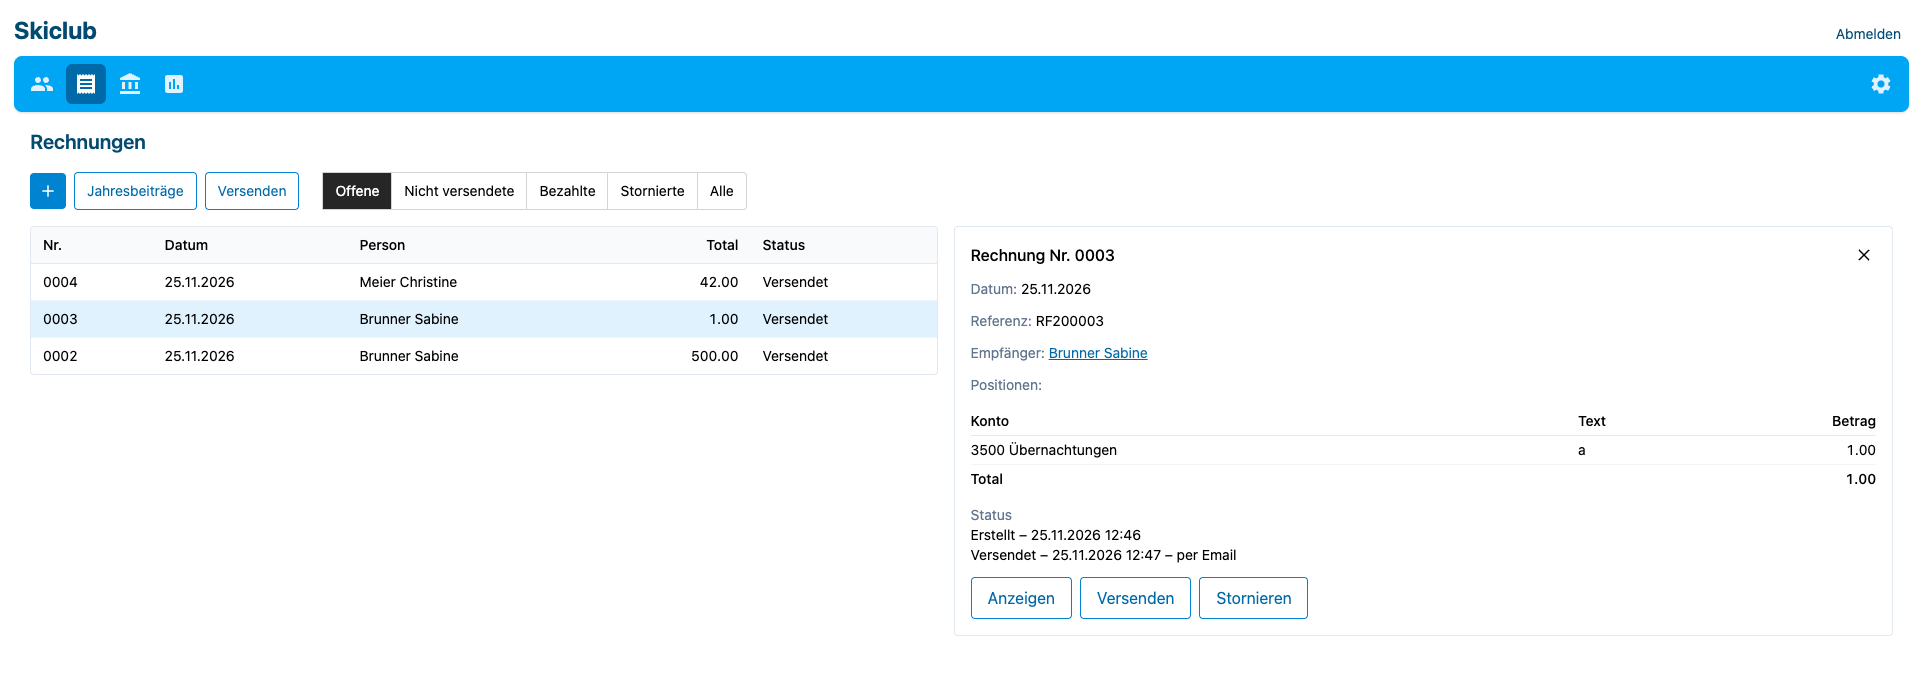 Skiclub
Abmelden
Rechnungen
+ Jahresbeiträge Versenden Offene Nicht versendete Bezahlte Stornierte Alle
Nr. Datum Person Total Status
0004 25.11.2026 Meier Christine 42.00 Versendet
0003 25.11.2026 Brunner Sabine 1.00 Versendet
0002 25.11.2026 Brunner Sabine 500.00 Versendet
Rechnung Nr. 0003
Datum: 25.11.2026
Referenz: RF200003
Empfänger: Brunner Sabine
Positionen:
Konto Text Betrag
3500 Übernachtungen a 1.00
Total 1.00
Status
Erstellt – 25.11.2026 12:46
Versendet – 25.11.2026 12:47 – per Email
Anzeigen Versenden Stornieren